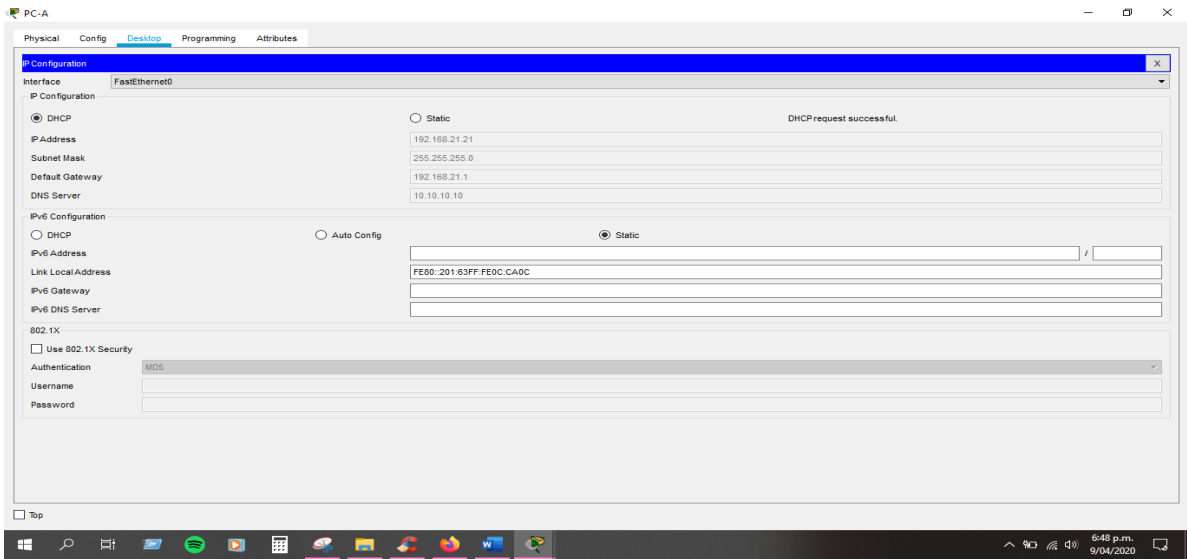 PC-A
Physical Config Desktop Programming Attributes
IP Configuration X
Interface FastEthernet0
IP Configuration
DHCP Static DHCP request successful.
IP Address 192.168.21.21
Subnet Mask 255.255.255.0
Default Gateway 192.168.21.1
DNS Server 10.10.10.10
IPv6 Configuration
DHCP Auto Config Static
IPv6 Address /
Link Local Address FE80::201:63FF:FE0C:CA0C
IPv6 Gateway
IPv6 DNS Server
802.1X
Use 802.1X Security
Authentication MD5
Username
Password
Top
6:48 p.m.
9/04/2020